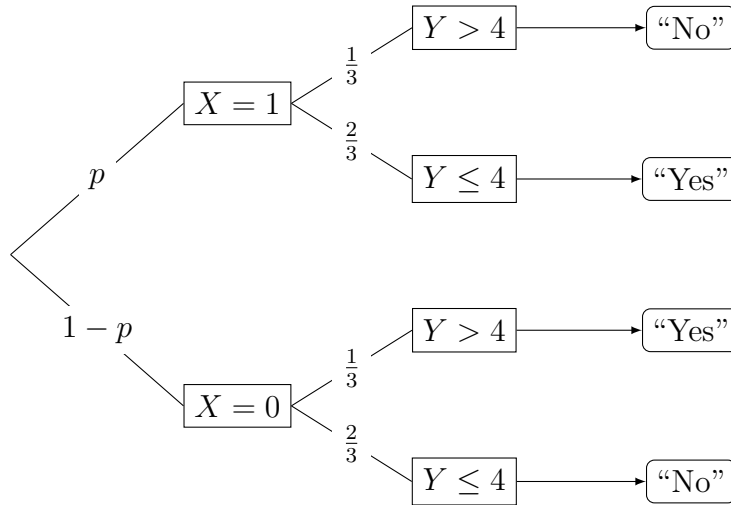 Y > 4
"No"
1/3
X = 1
2/3
Y ≤ 4
"Yes"
p
1 − p
Y > 4
"Yes"
1/3
X = 0
2/3
Y ≤ 4
"No"